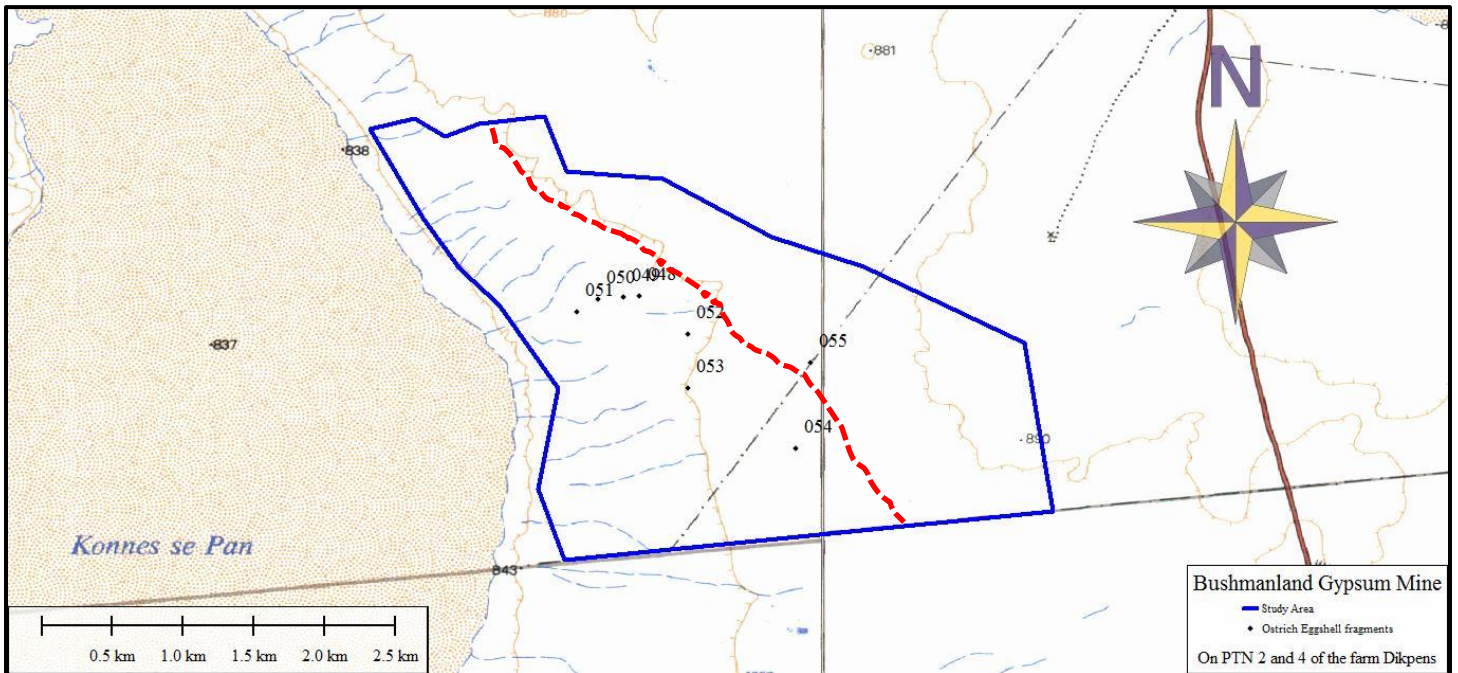 880
881
N
838
050 049 048
051
052
837
055
053
054
890
Konnes se Pan
843
Bushmanland Gypsum Mine
Study Area
Ostrich Eggshell fragments
On PTN 2 and 4 of the farm Dikpens
0.5 km 1.0 km 1.5 km 2.0 km 2.5 km